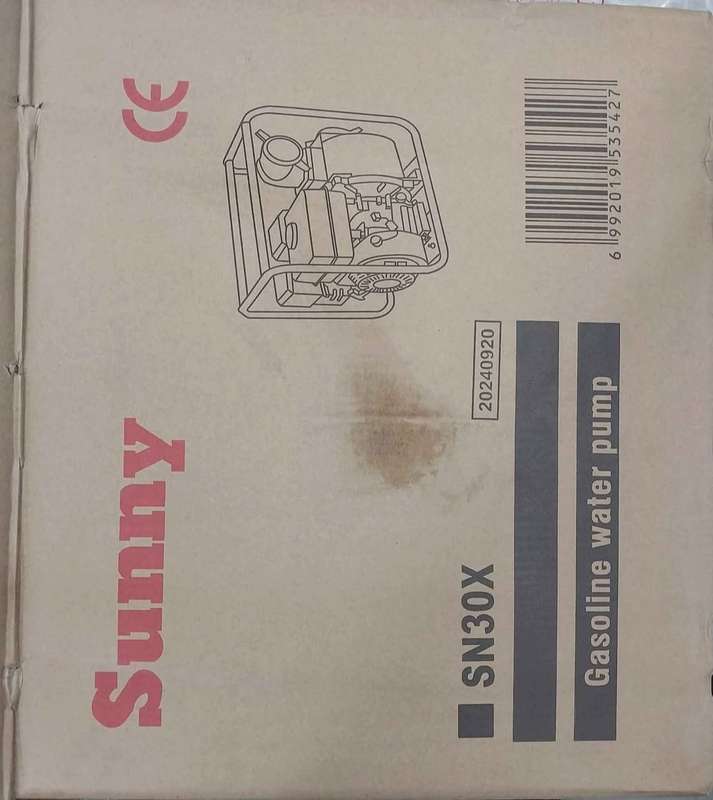 Sunny
CE
SN30X
20240920
Gasoline water pump
6 992019 535427